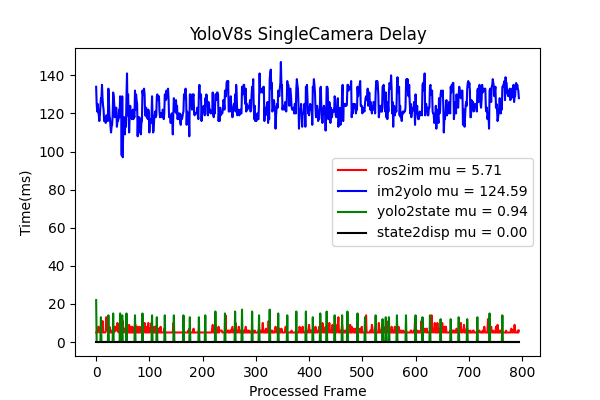 YoloV8s SingleCamera Delay
140
120
100
80
60
40
20
0
Time(ms)
ros2im mu = 5.71
im2yolo mu = 124.59
yolo2state mu = 0.94
state2disp mu = 0.00
0 100 200 300 400 500 600 700 800
Processed Frame